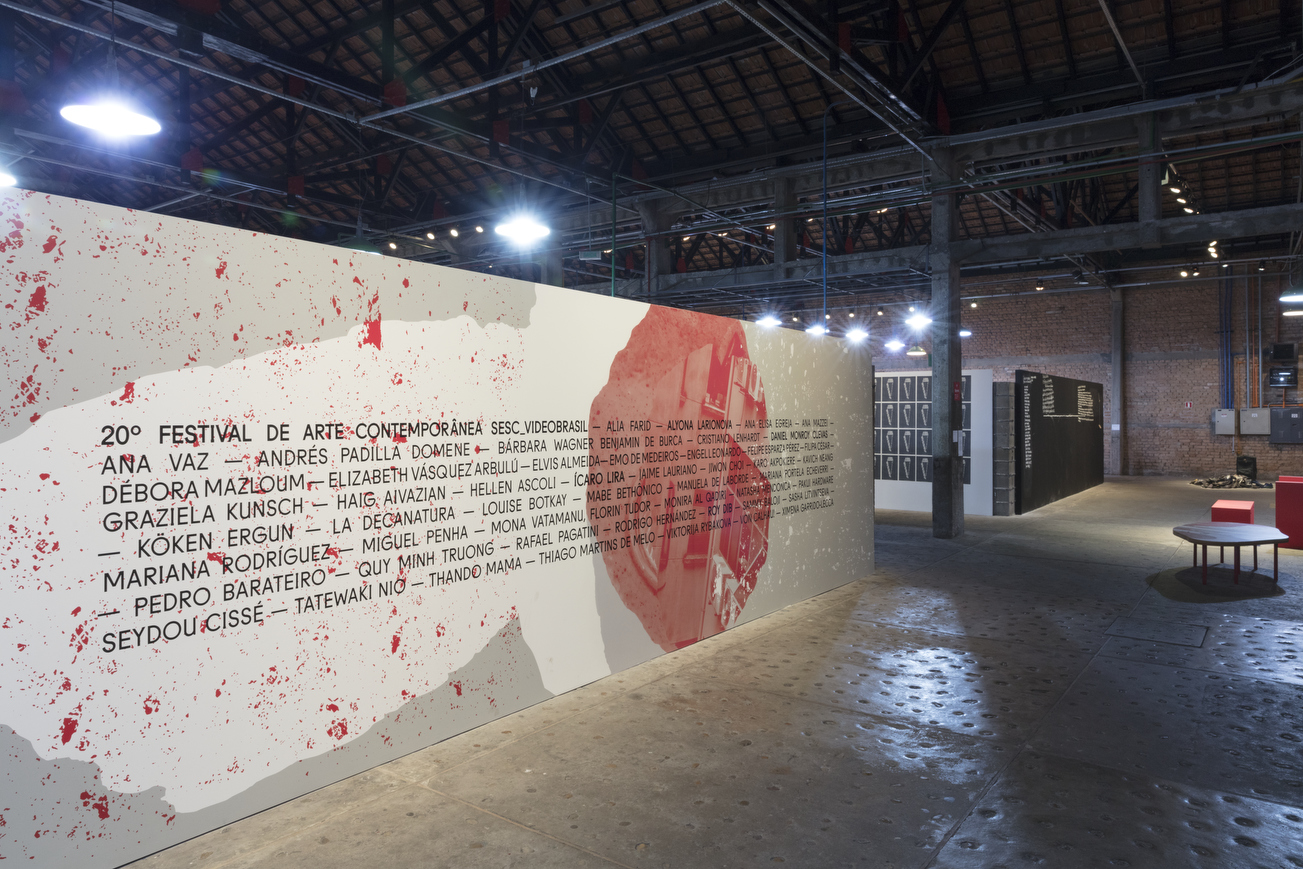 20º FESTIVAL DE ARTE CONTEMPORÂNEA SESC_VIDEOBRASIL — ALIA FARID — ALYONA LARIONOVA — ANA ELISA EGREJA — ANA MAZZEI
ANA VAZ — ANDRÉS PADILLA DOMENE — BÁRBARA WAGNER BENJAMIN DE BURCA — CRISTIANO LENHARDT — DANIEL MONROY CUEVAS —
DÉBORA MAZLOUM — ELIZABETH VÁSQUEZ ARBULÚ — ELVIS ALMEIDA — EMO DE MEDEIROS — ENGEL LEONARDO — FELIPE ESPARZA PÉREZ — FILIPA CÉSAR —
GRAZIELA KUNSCH — HAIG AIVAZIAN — HELLEN ASCOLI — ÍCARO LIRA — JAIME LAURIANO — JIWON CHOI — KARO AKPOKIERE — KAVICH NEANG
— KÖKEN ERGUN — LA DECANATURA — LOUISE BOTKAY — MABE BETHÔNICO — MANUELA DE LABORDE — MARIANA PORTELA ECHEVERRI —
MARIANA RODRÍGUEZ — MIGUEL PENHA — MONA VATAMANU, FLORIN TUDOR — MONIRA AL QADIRI — NATASHA MENDONCA — PAKUI HARDWARE
— PEDRO BARATEIRO — QUY MINH TRUONG — RAFAEL PAGATINI — RODRIGO HERNÁNDEZ — ROY DIB — SAMMY BALOJI — SASHA LITVINTSEVA —
SEYDOU CISSÉ — TATEWAKI NIO — THANDO MAMA — THIAGO MARTINS DE MELO — VIKTORIJA RYBAKOVA — VON CALHAU! — XIMENA GARRIDO-LECCA